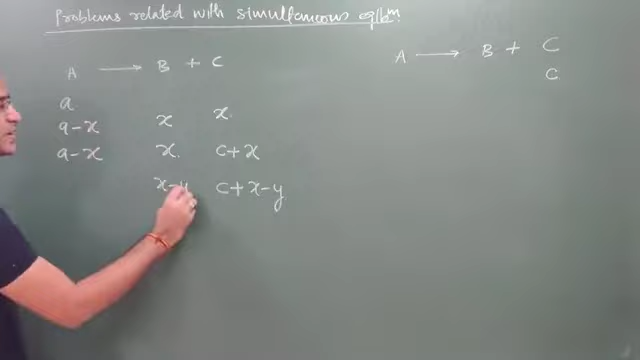 Problems related with simultaneous eqlbm
A ⟶ B + C
a
a-x x x
a-x x. c+x
x-y c+x-y
A ⟶ B + C
C